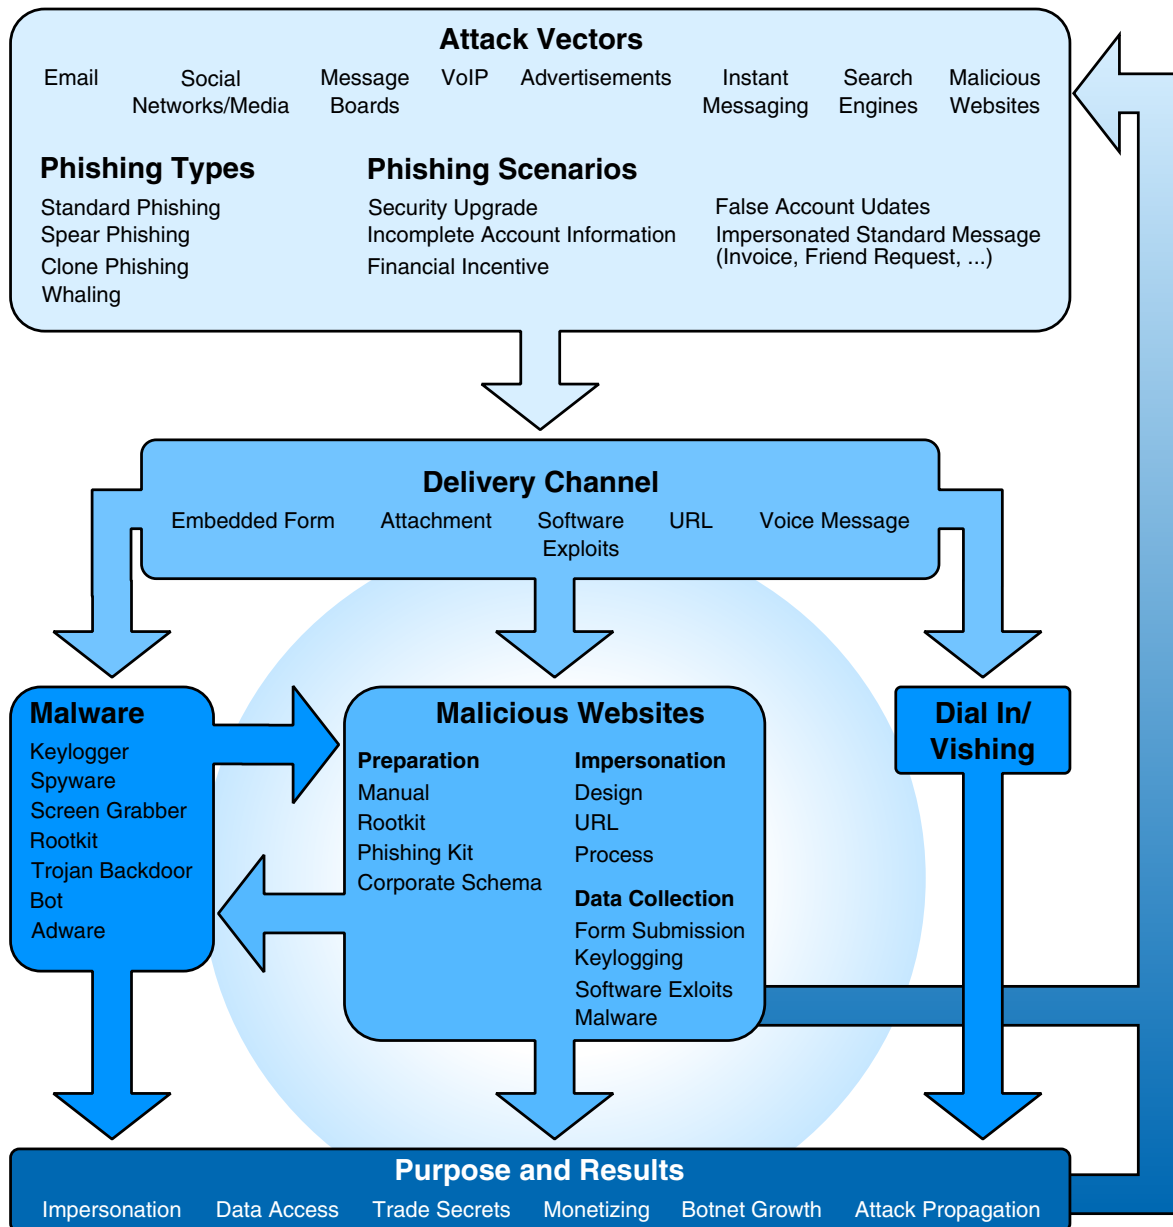 Attack Vectors
Email
Social
Networks/Media
Message
Boards
VoIP
Advertisements
Instant
Messaging
Search
Engines
Malicious
Websites
Phishing Types
Standard Phishing
Spear Phishing
Clone Phishing
Whaling
Phishing Scenarios
Security Upgrade
Incomplete Account Information
Financial Incentive
False Account Udates
Impersonated Standard Message
(Invoice, Friend Request, ...)
Delivery Channel
Embedded Form
Attachment
Software
Exploits
URL
Voice Message
Malware
Keylogger
Spyware
Screen Grabber
Rootkit
Trojan Backdoor
Bot
Adware
Malicious Websites
Preparation
Manual
Rootkit
Phishing Kit
Corporate Schema
Impersonation
Design
URL
Process
Data Collection
Form Submission
Keylogging
Software Exloits
Malware
Dial In/
Vishing
Purpose and Results
Impersonation
Data Access
Trade Secrets
Monetizing
Botnet Growth
Attack Propagation